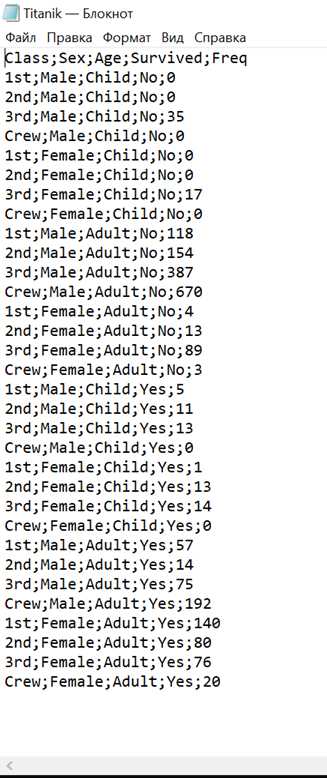 Titanik — Блокнот
Файл Правка Формат Вид Справка
Class;Sex;Age;Survived;Freq
1st;Male;Child;No;0
2nd;Male;Child;No;0
3rd;Male;Child;No;35
Crew;Male;Child;No;0
1st;Female;Child;No;0
2nd;Female;Child;No;0
3rd;Female;Child;No;17
Crew;Female;Child;No;0
1st;Male;Adult;No;118
2nd;Male;Adult;No;154
3rd;Male;Adult;No;387
Crew;Male;Adult;No;670
1st;Female;Adult;No;4
2nd;Female;Adult;No;13
3rd;Female;Adult;No;89
Crew;Female;Adult;No;3
1st;Male;Child;Yes;5
2nd;Male;Child;Yes;11
3rd;Male;Child;Yes;13
Crew;Male;Child;Yes;0
1st;Female;Child;Yes;1
2nd;Female;Child;Yes;13
3rd;Female;Child;Yes;14
Crew;Female;Child;Yes;0
1st;Male;Adult;Yes;57
2nd;Male;Adult;Yes;14
3rd;Male;Adult;Yes;75
Crew;Male;Adult;Yes;192
1st;Female;Adult;Yes;140
2nd;Female;Adult;Yes;80
3rd;Female;Adult;Yes;76
Crew;Female;Adult;Yes;20